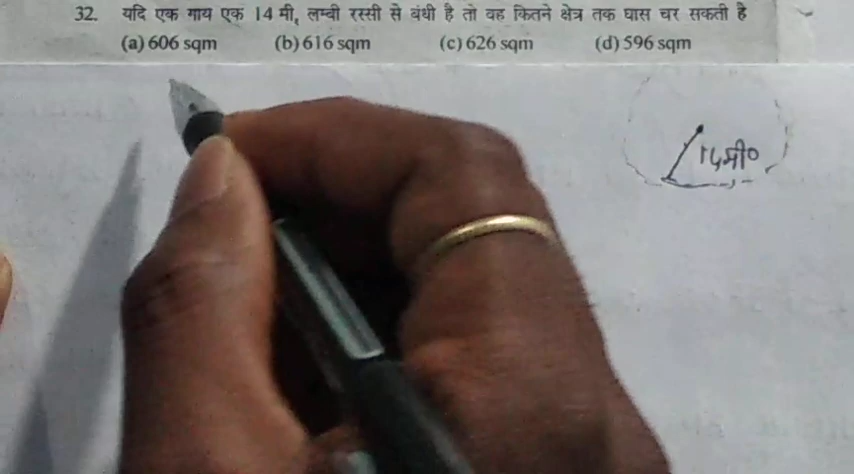 32. यदि एक गाय एक 14 मी, लम्बी रस्सी से बंधी है तो वह कितने क्षेत्र तक घास चर सकती है
(a) 606 sqm (b) 616 sqm (c) 626 sqm (d) 596 sqm
14मी०